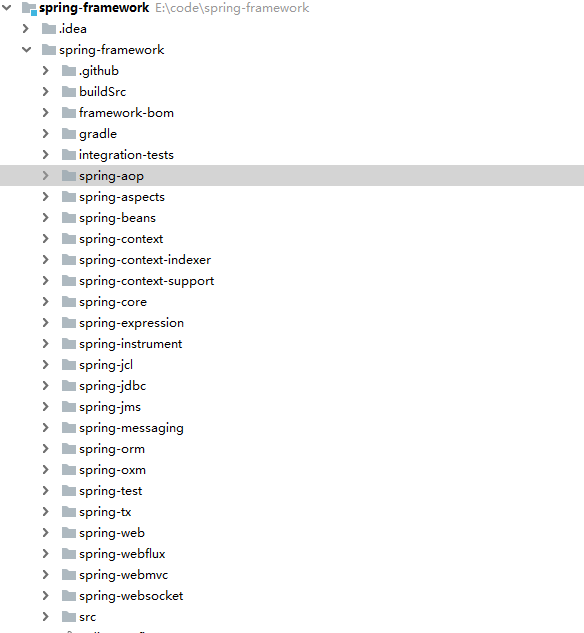 spring-framework E:\code\spring-framework
.idea
spring-framework
.github
buildSrc
framework-bom
gradle
integration-tests
spring-aop
spring-aspects
spring-beans
spring-context
spring-context-indexer
spring-context-support
spring-core
spring-expression
spring-instrument
spring-jcl
spring-jdbc
spring-jms
spring-messaging
spring-orm
spring-oxm
spring-test
spring-tx
spring-web
spring-webflux
spring-webmvc
spring-websocket
src